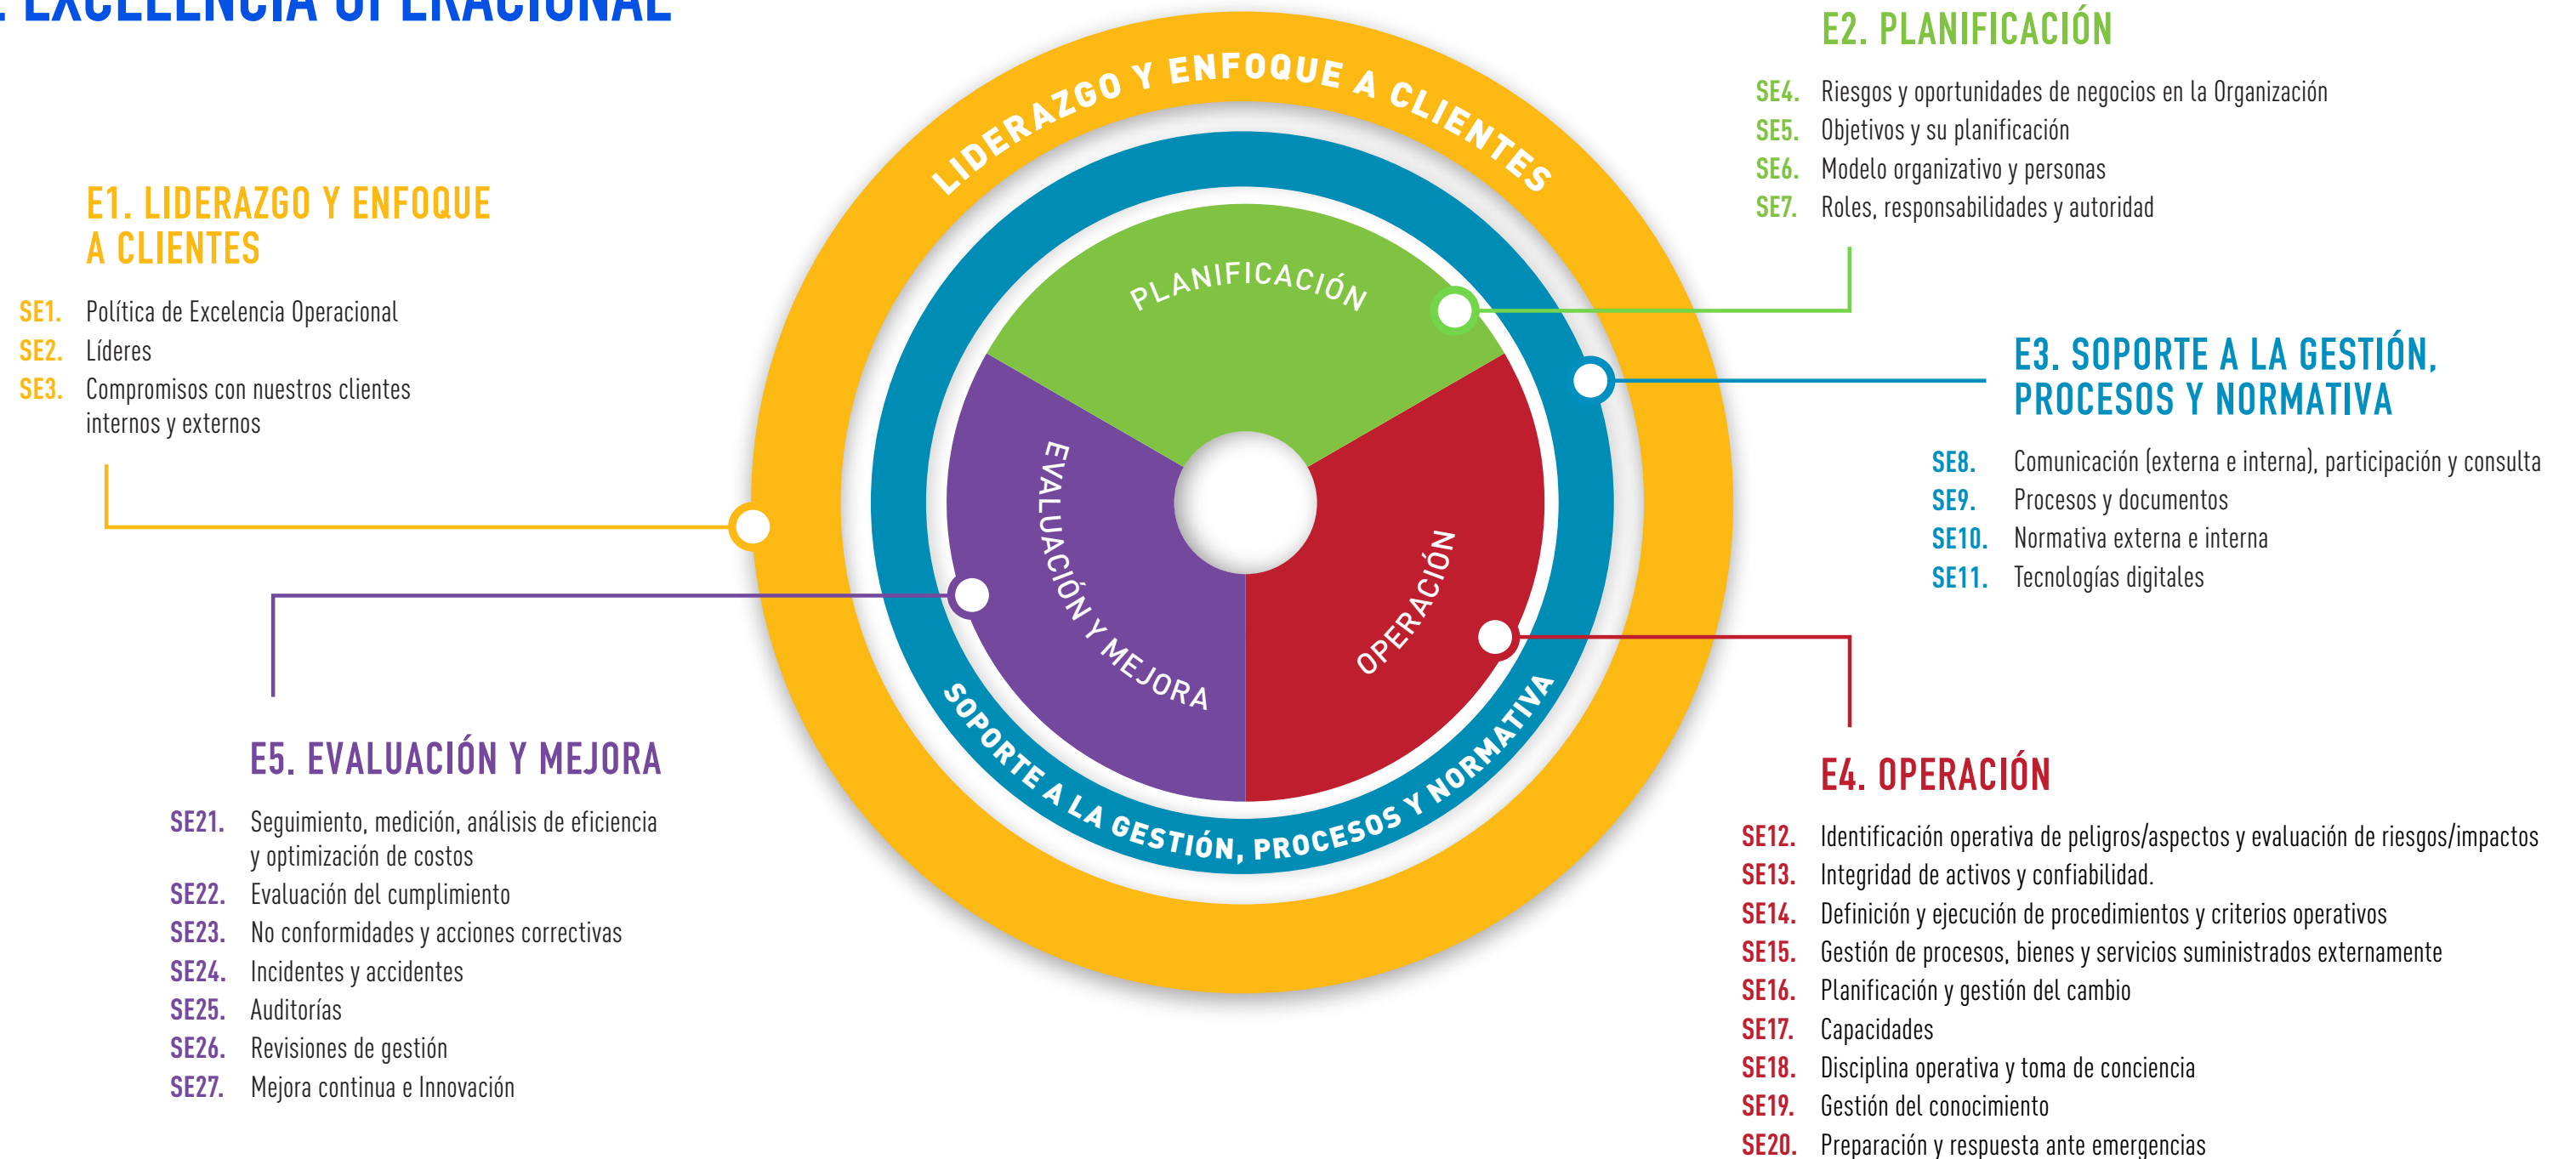 EXCELENCIA OPERACIONAL
LIDERAZGO Y ENFOQUE A CLIENTES
PLANIFICACIÓN
EVALUACIÓN Y MEJORA
OPERACIÓN
SOPORTE A LA GESTIÓN, PROCESOS Y NORMATIVA
E1. LIDERAZGO Y ENFOQUE
A CLIENTES
SE1. Política de Excelencia Operacional
SE2. Líderes
SE3. Compromisos con nuestros clientes
internos y externos
E2. PLANIFICACIÓN
SE4. Riesgos y oportunidades de negocios en la Organización
SE5. Objetivos y su planificación
SE6. Modelo organizativo y personas
SE7. Roles, responsabilidades y autoridad
E3. SOPORTE A LA GESTIÓN,
PROCESOS Y NORMATIVA
SE8. Comunicación (externa e interna), participación y consulta
SE9. Procesos y documentos
SE10. Normativa externa e interna
SE11. Tecnologías digitales
E4. OPERACIÓN
SE12. Identificación operativa de peligros/aspectos y evaluación de riesgos/impactos
SE13. Integridad de activos y confiabilidad.
SE14. Definición y ejecución de procedimientos y criterios operativos
SE15. Gestión de procesos, bienes y servicios suministrados externamente
SE16. Planificación y gestión del cambio
SE17. Capacidades
SE18. Disciplina operativa y toma de conciencia
SE19. Gestión del conocimiento
SE20. Preparación y respuesta ante emergencias
E5. EVALUACIÓN Y MEJORA
SE21. Seguimiento, medición, análisis de eficiencia
y optimización de costos
SE22. Evaluación del cumplimiento
SE23. No conformidades y acciones correctivas
SE24. Incidentes y accidentes
SE25. Auditorías
SE26. Revisiones de gestión
SE27. Mejora continua e Innovación